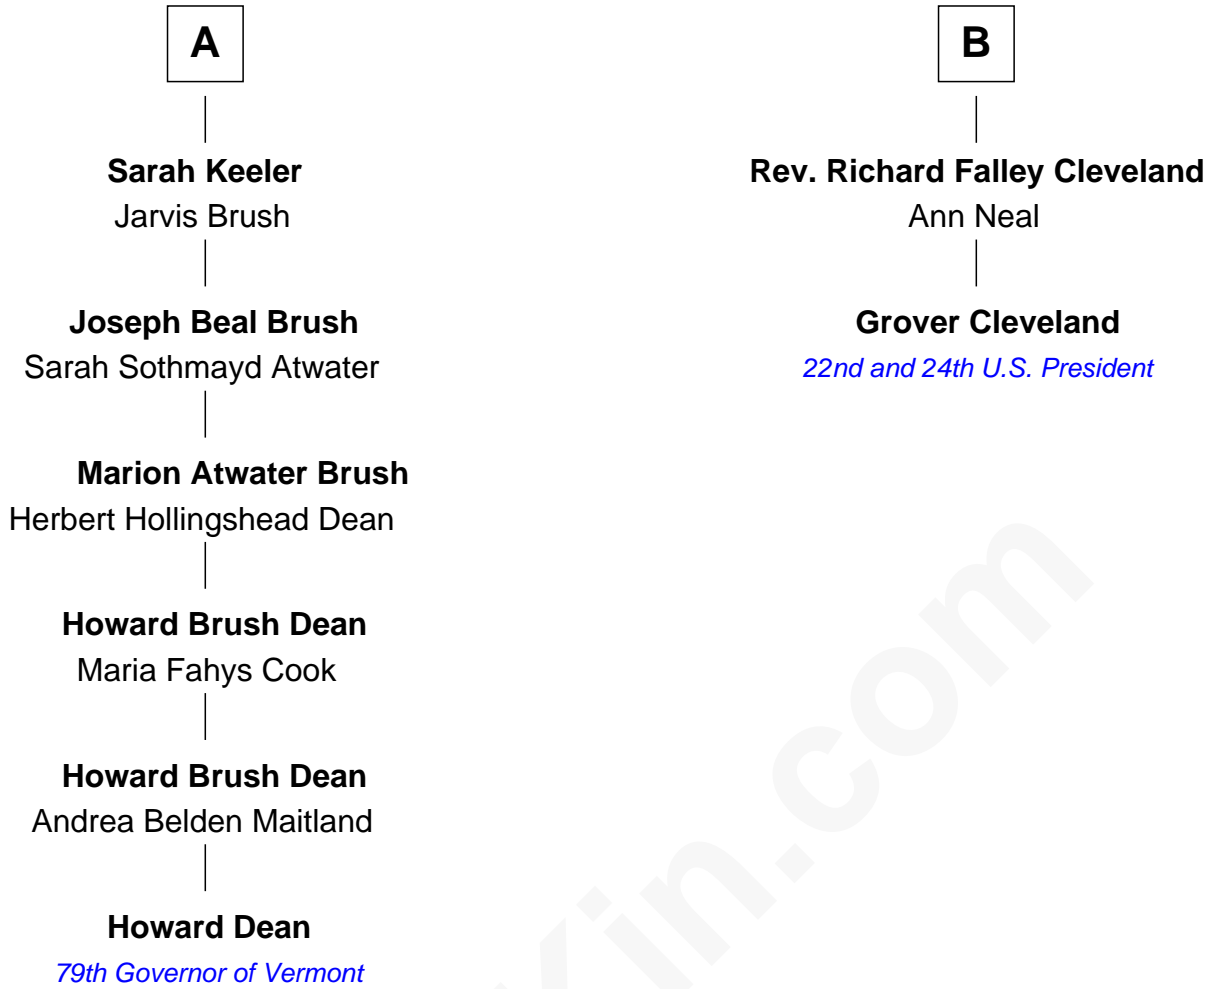 A
Sarah Keeler
Jarvis Brush
Joseph Beal Brush
Sarah Sothmayd Atwater
Marion Atwater Brush
Herbert Hollingshead Dean
Howard Brush Dean
Maria Fahys Cook
Howard Brush Dean
Andrea Belden Maitland
Howard Dean
79th Governor of Vermont
B
Rev. Richard Falley Cleveland
Ann Neal
Grover Cleveland
22nd and 24th U.S. President